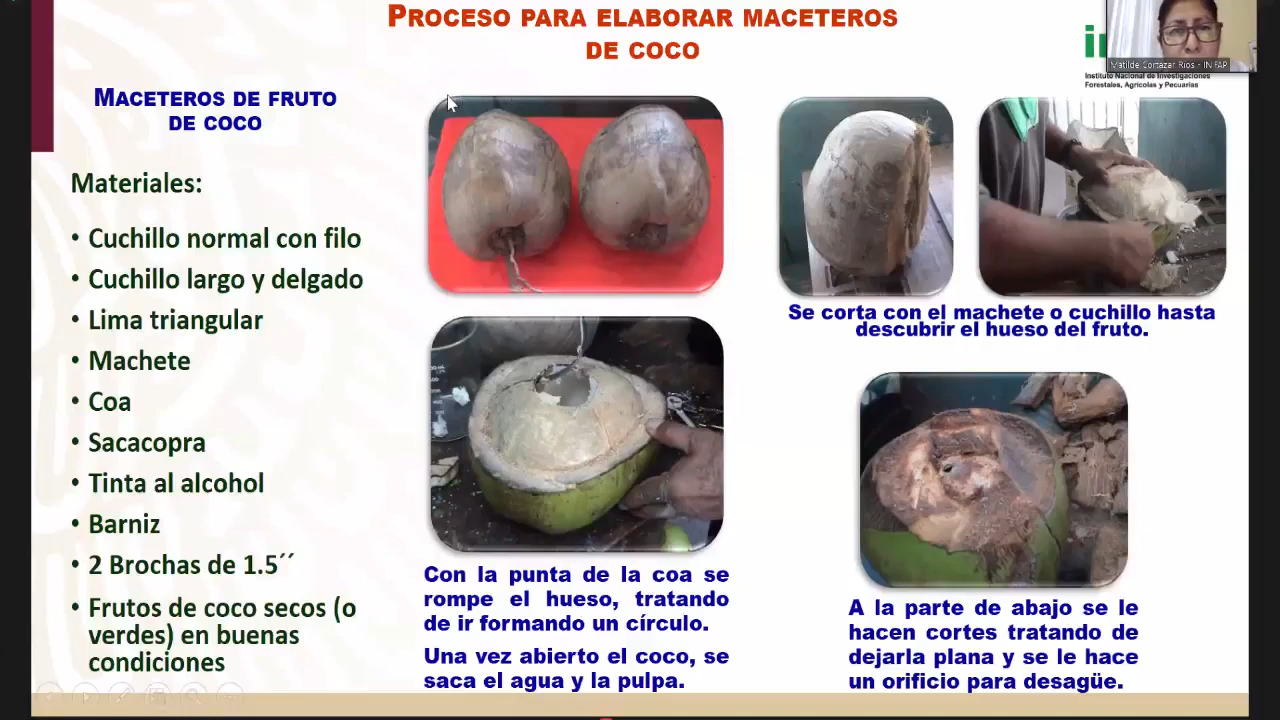 PROCESO PARA ELABORAR MACETEROS
DE COCO
Matilde Cortazar Rios - INIFAP
Instituto Nacional de Investigaciones
Forestales, Agrícolas y Pecuarias
MACETEROS DE FRUTO
DE COCO
Materiales:
• Cuchillo normal con filo
• Cuchillo largo y delgado
• Lima triangular
• Machete
• Coa
• Sacacopra
• Tinta al alcohol
• Barniz
• 2 Brochas de 1.5´´
• Frutos de coco secos (o
verdes) en buenas
condiciones
Se corta con el machete o cuchillo hasta
descubrir el hueso del fruto.
Con la punta de la coa se
rompe el hueso, tratando
de ir formando un círculo.
Una vez abierto el coco, se
saca el agua y la pulpa.
A la parte de abajo se le
hacen cortes tratando de
dejarla plana y se le hace
un orificio para desagüe.